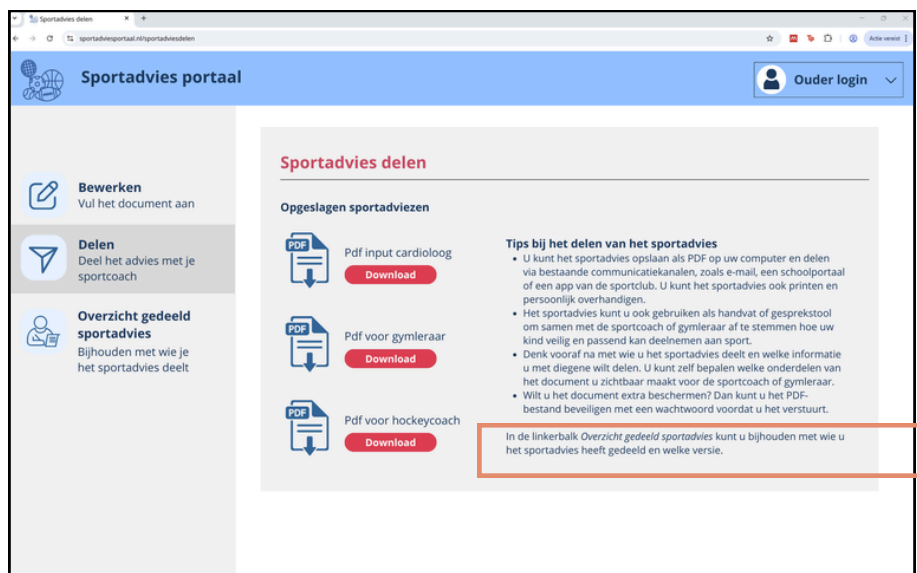 Sportadvies delen
sportadviesportaal.nl/sportadviesdelen
Actie vereist
Sportadvies portaal
Ouder login
Bewerken
Vul het document aan
Delen
Deel het advies met je
sportcoach
Overzicht gedeeld
sportadvies
Bijhouden met wie je
het sportadvies deelt
Sportadvies delen
Opgeslagen sportadviezen
PDF
Pdf input cardioloog
Download
PDF
Pdf voor gymleraar
Download
PDF
Pdf voor hockeycoach
Download
Tips bij het delen van het sportadvies
• U kunt het sportadvies opslaan als PDF op uw computer en delen
via bestaande communicatiekanalen, zoals e-mail, een schoolportaal
of een app van de sportclub. U kunt het sportadvies ook printen en
persoonlijk overhandigen.
• Het sportadvies kunt u ook gebruiken als handvat of gesprekstool
om samen met de sportcoach of gymleraar af te stemmen hoe uw
kind veilig en passend kan deelnemen aan sport.
• Denk vooraf na met wie u het sportadvies deelt en welke informatie
u met diegene wilt delen. U kunt zelf bepalen welke onderdelen van
het document u zichtbaar maakt voor de sportcoach of gymleraar.
• Wilt u het document extra beschermen? Dan kunt u het PDF-
bestand beveiligen met een wachtwoord voordat u het verstuurt.
In de linkerbalk Overzicht gedeeld sportadvies kunt u bijhouden met wie u
het sportadvies heeft gedeeld en welke versie.